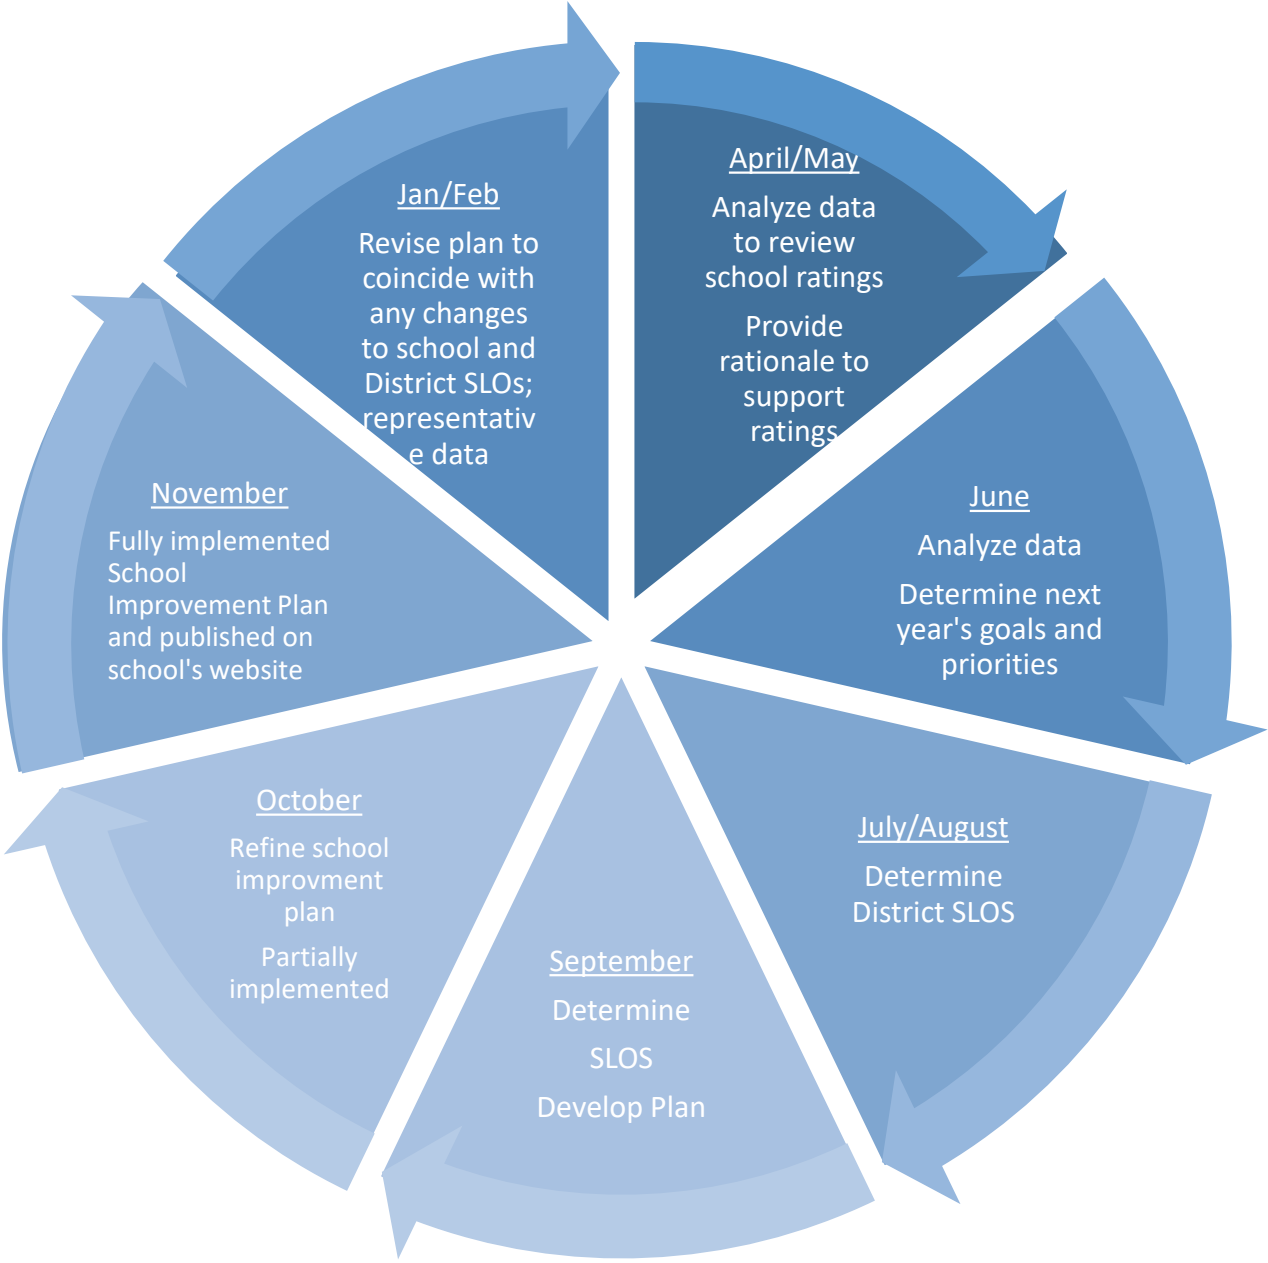 April/May
Analyze data
to review
school ratings
Provide
rationale to
support
ratings
June
Analyze data
Determine next
year's goals and
priorities
July/August
Determine
District SLOS
September
Determine
SLOS
Develop Plan
October
Refine school
improvment
plan
Partially
implemented
November
Fully implemented
School
Improvement Plan
and published on
school's website
Jan/Feb
Revise plan to
coincide with
any changes
to school and
District SLOs;
representativ
e data